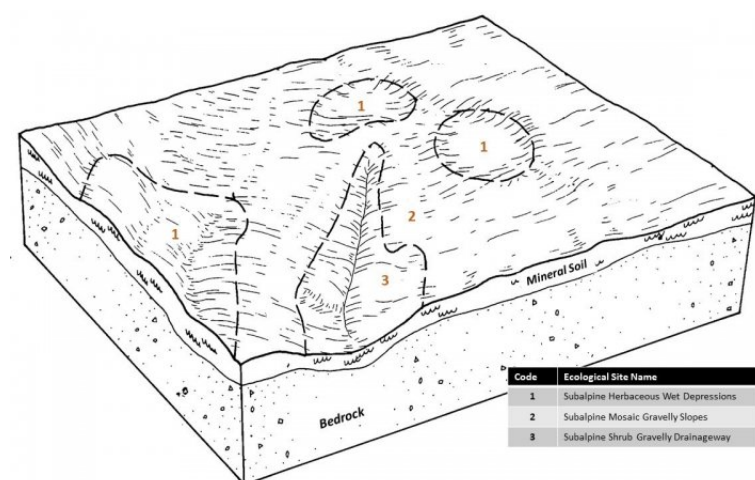 1
1
1
2
3
Mineral Soil
Bedrock
Code Ecological Site Name
1 Subalpine Herbaceous Wet Depressions
2 Subalpine Mosaic Gravelly Slopes
3 Subalpine Shrub Gravelly Drainageway